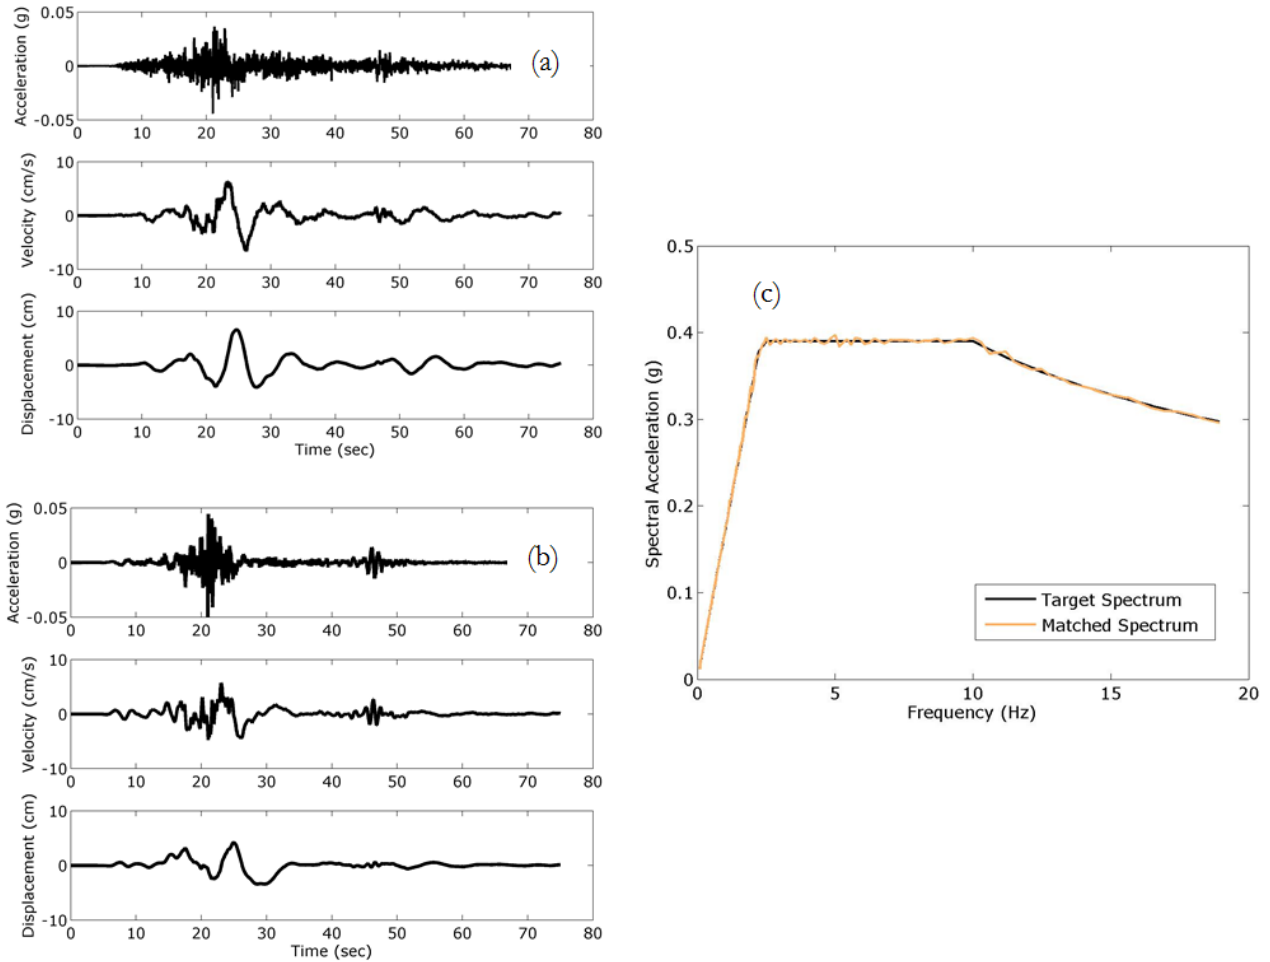 Acceleration (g)
0.05
0
-0.05
0 10 20 30 40 50 60 70 80
(a)
Velocity (cm/s)
10
0
-10
0 10 20 30 40 50 60 70 80
Displacement (cm)
10
0
-10
0 10 20 30 40 50 60 70 80
Time (sec)
Acceleration (g)
0.05
0
-0.05
0 10 20 30 40 50 60 70 80
(b)
Velocity (cm/s)
10
0
-10
0 10 20 30 40 50 60 70 80
Displacement (cm)
10
0
-10
0 10 20 30 40 50 60 70 80
Time (sec)
Spectral Acceleration (g)
0.5
0.4
0.3
0.2
0.1
0
(c)
Target Spectrum
Matched Spectrum
0 5 10 15 20
Frequency (Hz)